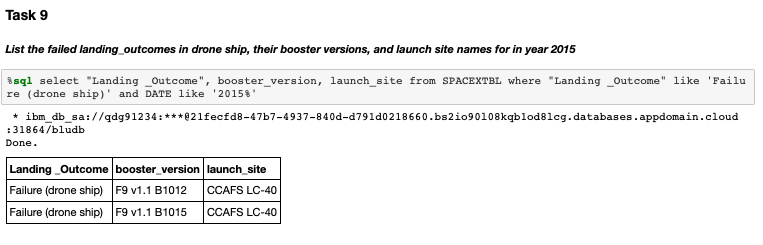 Task 9
List the failed landing_outcomes in drone ship, their booster versions, and launch site names for in year 2015
%sql select "Landing _Outcome", booster_version, launch_site from SPACEXTBL where "Landing _Outcome" like 'Failu
re (drone ship)' and DATE like '2015%'
* ibm_db_sa://qdg91234:***@21fecfd8-47b7-4937-840d-d791d0218660.bs2io90l08kqb1od8lcg.databases.appdomain.cloud
:31864/bludb
Done.
Landing _Outcome booster_version launch_site
Failure (drone ship) F9 v1.1 B1012 CCAFS LC-40
Failure (drone ship) F9 v1.1 B1015 CCAFS LC-40